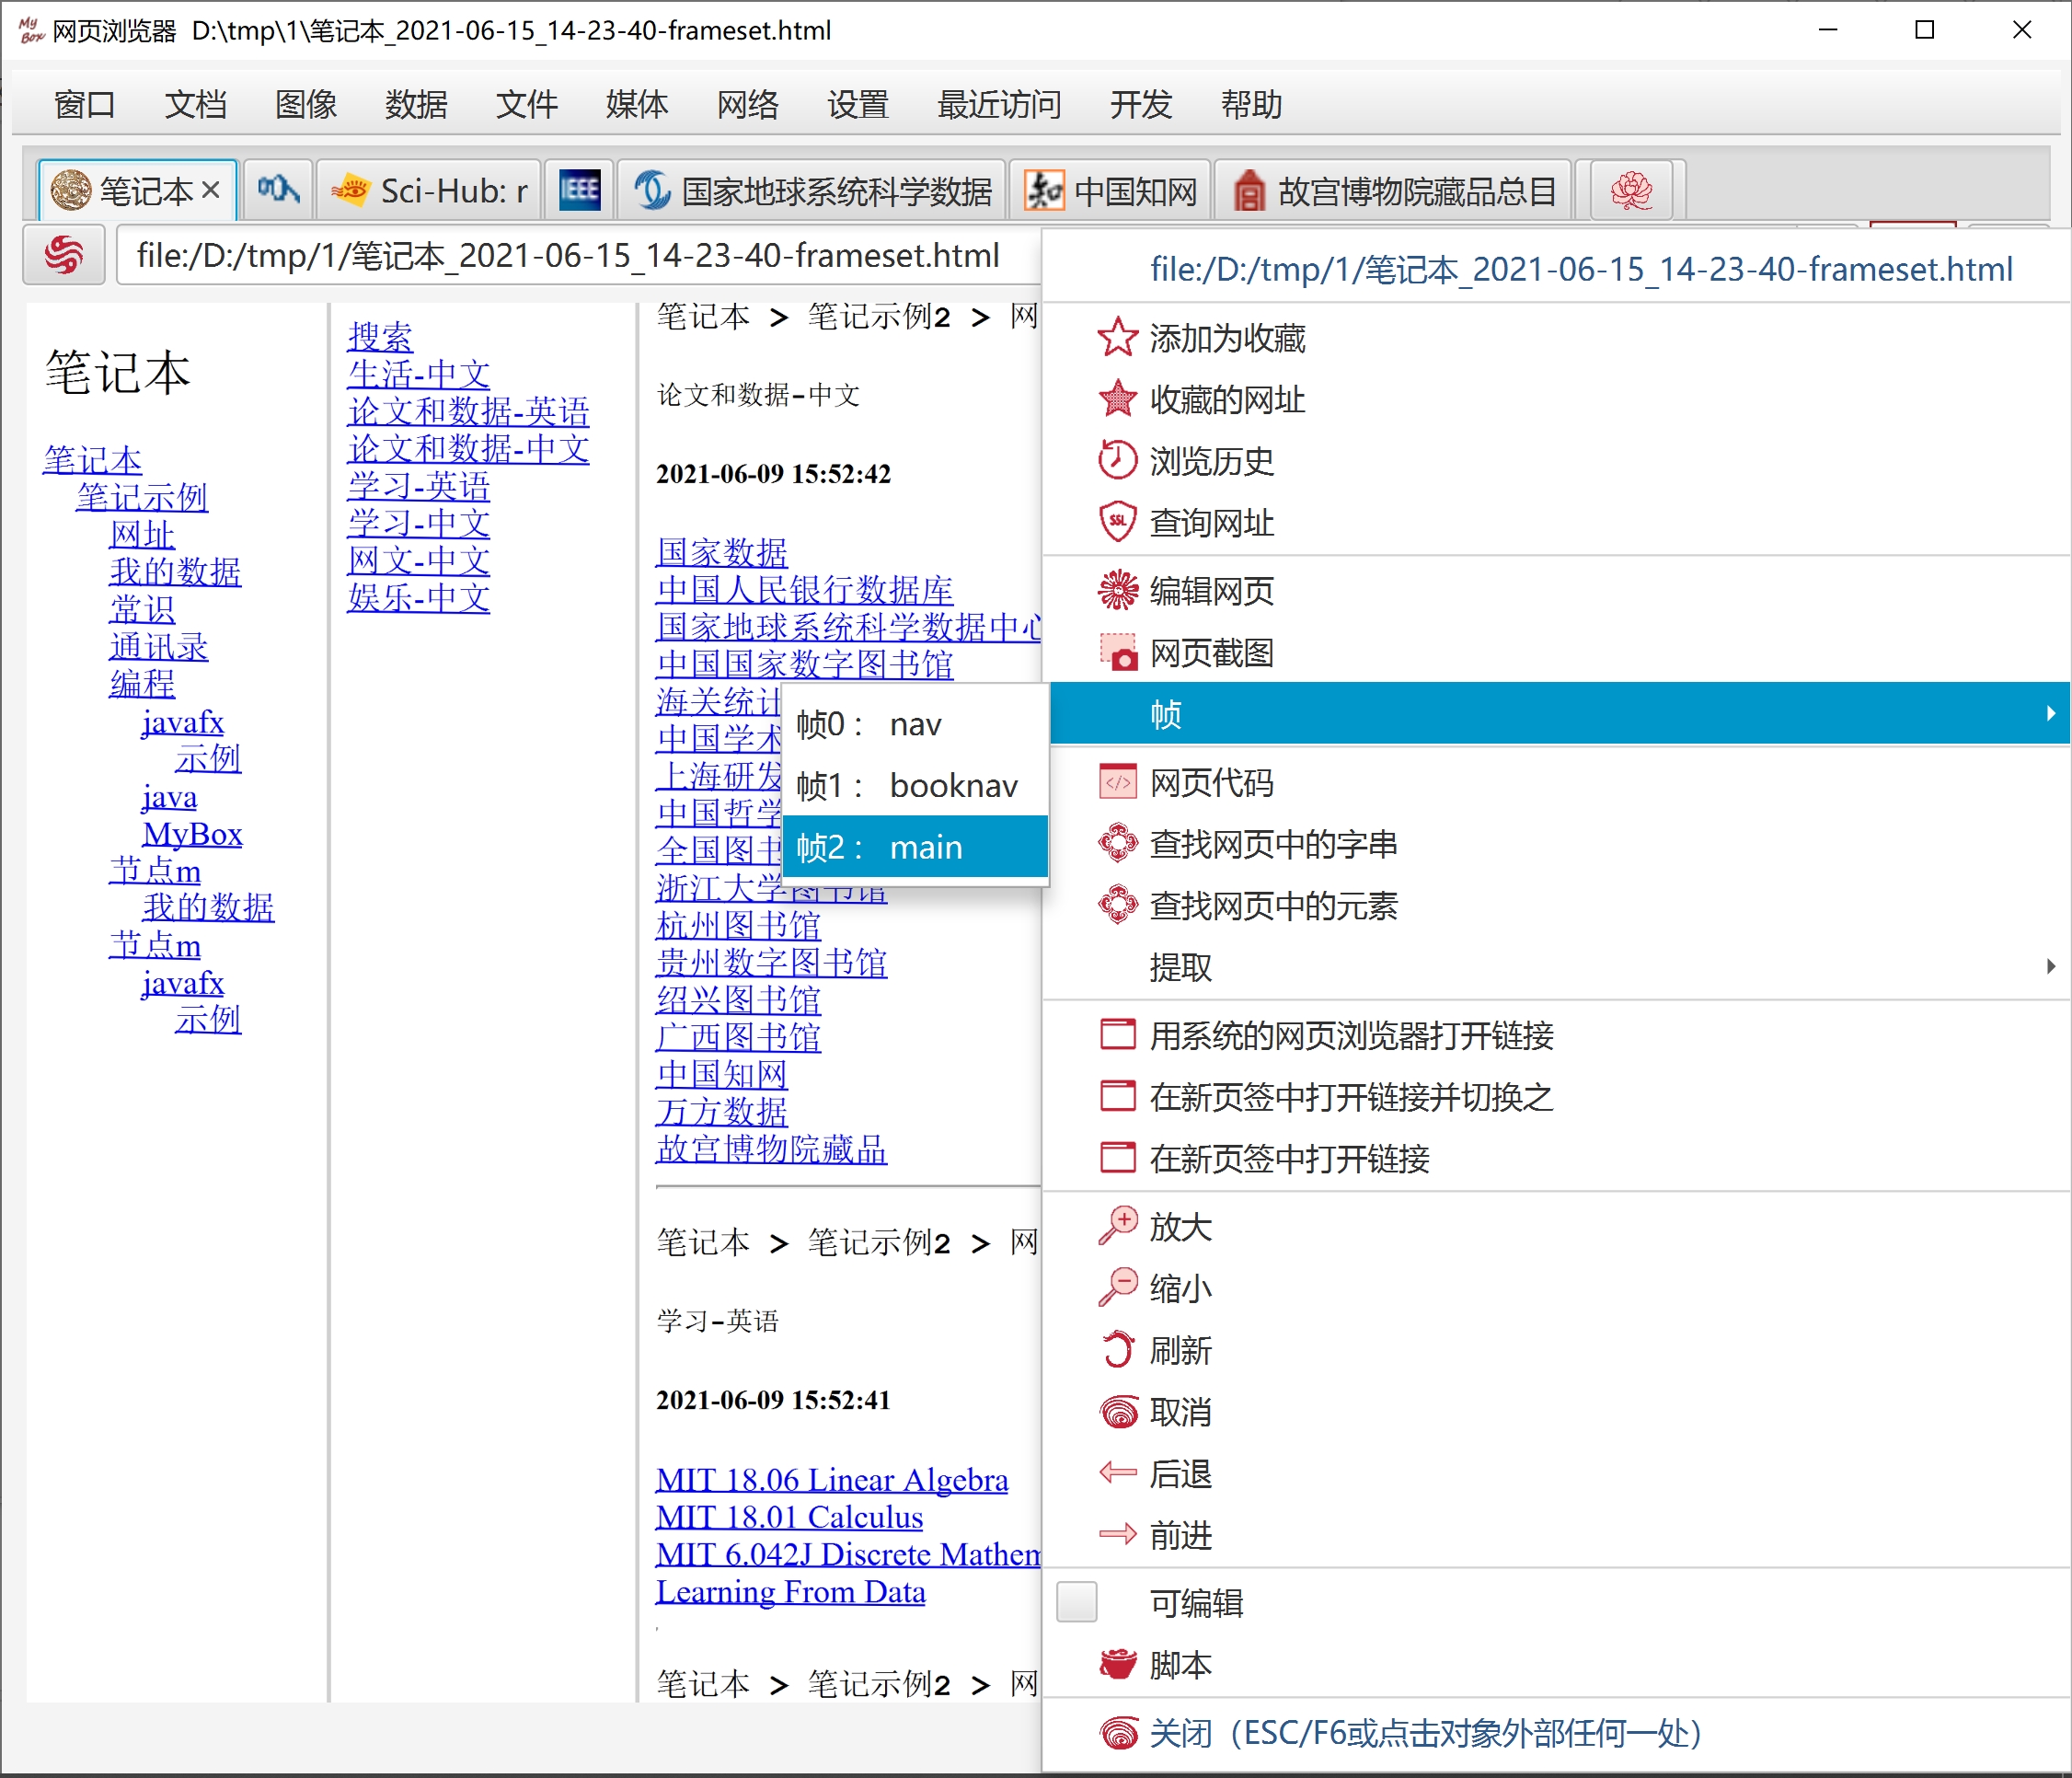 My Box 网页浏览器 D:\tmp\1\笔记本_2021-06-15_14-23-40-frameset.html
窗口 文档 图像 数据 文件 媒体 网络 设置 最近访问 开发 帮助
笔记本 Sci-Hub: r IEEE 国家地球系统科学数据 知 中国知网 故宫博物院藏品总目
file:/D:/tmp/1/笔记本_2021-06-15_14-23-40-frameset.html
笔记本
笔记本
笔记示例
网址
我的数据
常识
通讯录
编程
javafx
示例
java
MyBox
节点m
我的数据
节点m
javafx
示例
搜索
生活-中文
论文和数据-英语
论文和数据-中文
学习-英语
学习-中文
网文-中文
娱乐-中文
笔记本 > 笔记示例2 > 网
论文和数据-中文
2021-06-09 15:52:42
国家数据
中国人民银行数据库
国家地球系统科学数据中心
中国国家数字图书馆
海关统计
中国学术
上海研发
中国哲学
全国图书
浙江大学图书馆
杭州图书馆
贵州数字图书馆
绍兴图书馆
广西图书馆
中国知网
万方数据
故宫博物院藏品
笔记本 > 笔记示例2 > 网
学习-英语
2021-06-09 15:52:41
MIT 18.06 Linear Algebra
MIT 18.01 Calculus
MIT 6.042J Discrete Mathem
Learning From Data
笔记本 > 笔记示例2 > 网
帧0： nav
帧1： booknav
帧2： main
file:/D:/tmp/1/笔记本_2021-06-15_14-23-40-frameset.html
添加为收藏
收藏的网址
浏览历史
SSL 查询网址
编辑网页
网页截图
帧
网页代码
查找网页中的字串
查找网页中的元素
提取
用系统的网页浏览器打开链接
在新页签中打开链接并切换之
在新页签中打开链接
放大
缩小
刷新
取消
后退
前进
可编辑
脚本
关闭（ESC/F6或点击对象外部任何一处）